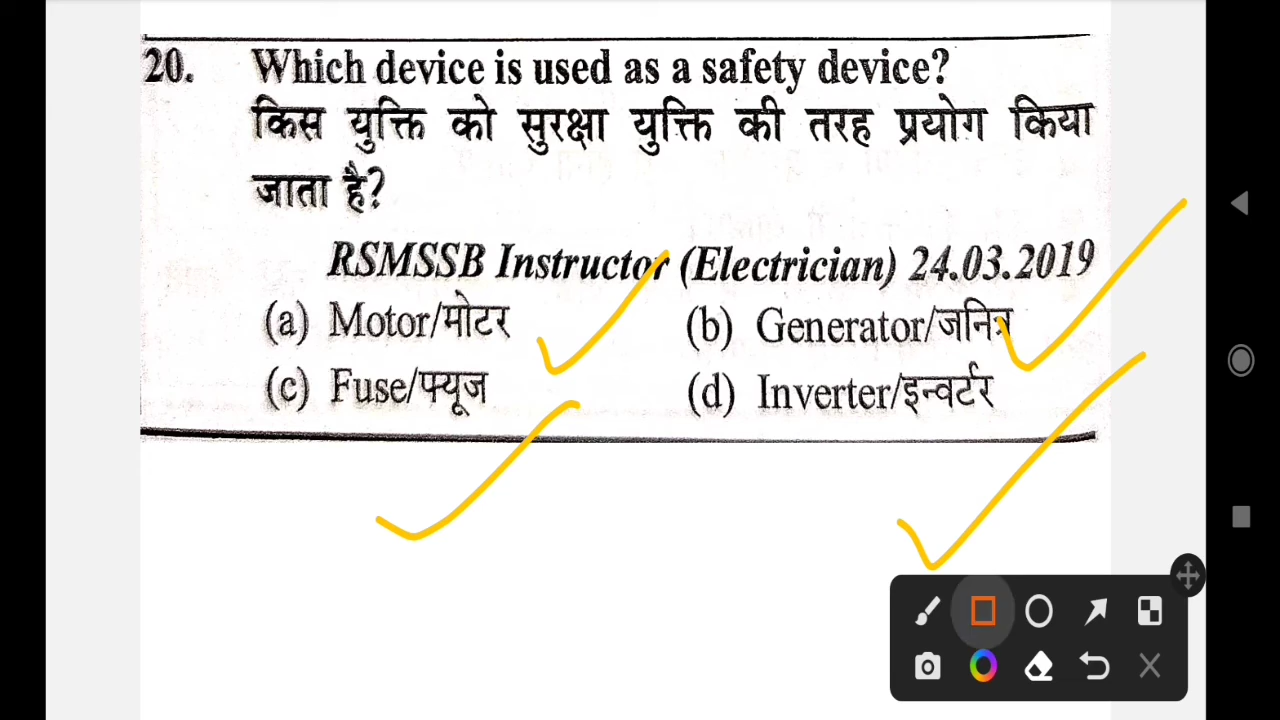 20. Which device is used as a safety device?
किस युक्ति को सुरक्षा युक्ति की तरह प्रयोग किया
जाता है?
RSMSSB Instructor (Electrician) 24.03.2019
(a) Motor/मोटर (b) Generator/जनित्र
(c) Fuse/फ्यूज (d) Inverter/इन्वर्टर